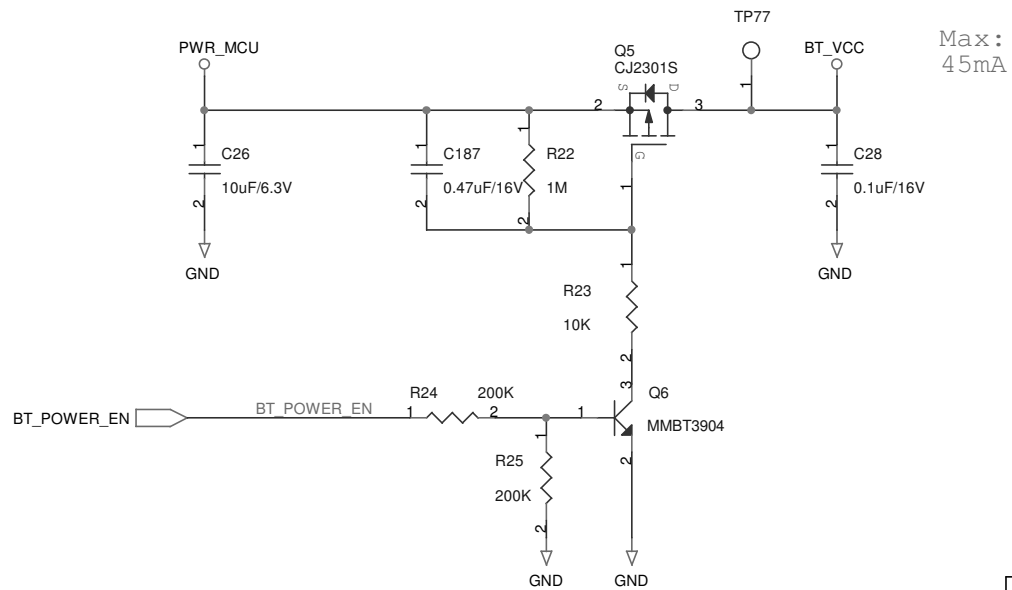 TP77
PWR_MCU
Q5
CJ2301S
BT_VCC
Max:
45mA
S
D
G
2
3
1
1
C26
10uF/6.3V
2
GND
1
C187
0.47uF/16V
2
1
R22
1M
2
1
1
C28
0.1uF/16V
2
GND
1
R23
10K
2
3
Q6
MMBT3904
1
2
BT_POWER_EN
BT_POWER_EN
R24
200K
1
2
1
R25
200K
2
GND
GND